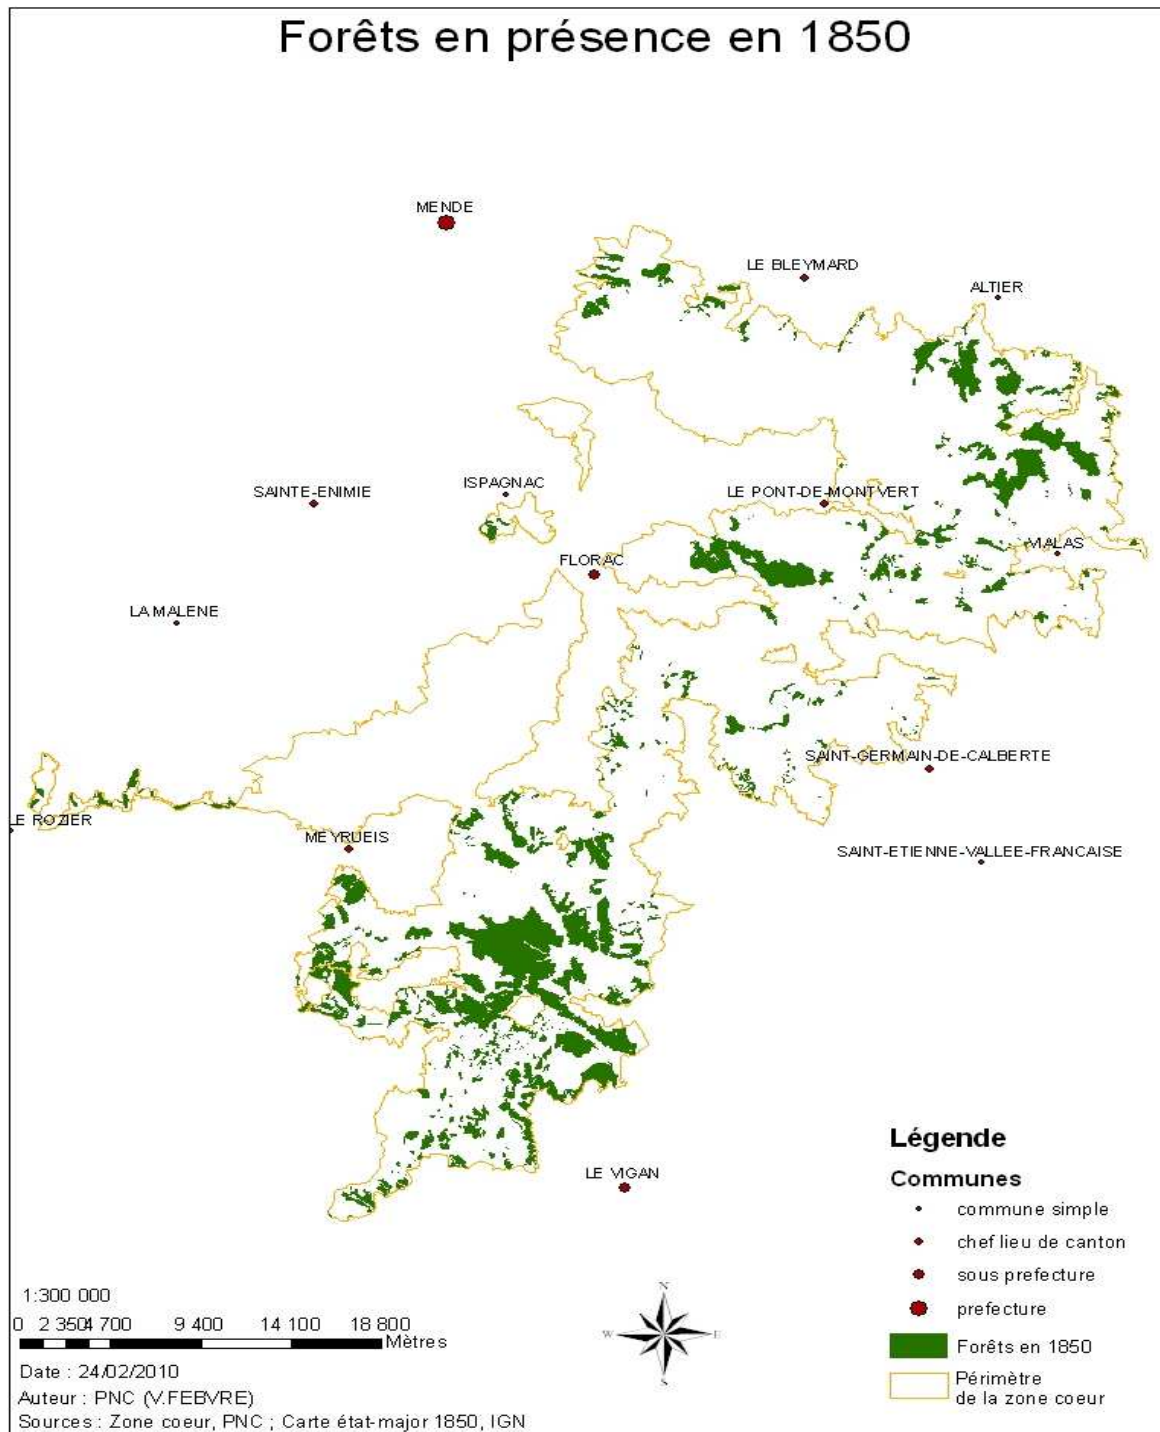 Forêts en présence en 1850
MENDE
LE BLEYMARD
ALTIER
ISPAGNAC
SAINTE-ENIMIE
LE PONT-DE-MONTVERT
VIALAS
FLORAC
LA MALENE
SAINT-GERMAIN-DE-CALBERTE
LE ROZIER
MEYRUEIS
SAINT-ETIENNE-VALLEE-FRANCAISE
LE VIGAN
Légende
Communes
commune simple
chef lieu de canton
sous prefecture
prefecture
Forêts en 1850
Périmètre
de la zone coeur
1:300 000
0 2 350 4 700 9 400 14 100 18 800
Mètres
N
W E
S
Date : 24/02/2010
Auteur : PNC (V.FEBVRE)
Sources : Zone coeur, PNC ; Carte état-major 1850, IGN